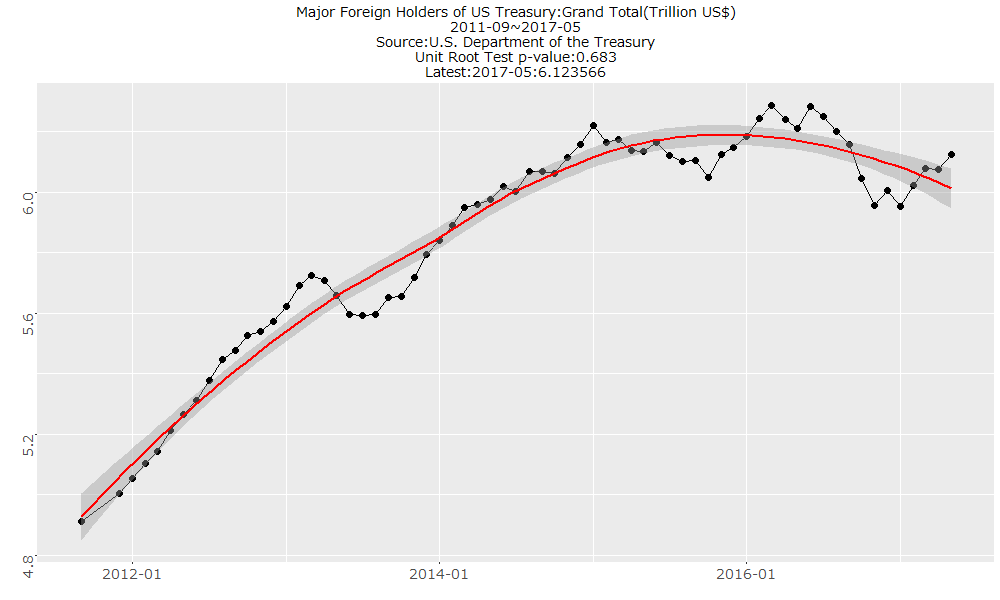 Major Foreign Holders of US Treasury:Grand Total(Trillion US$)
2011-09~2017-05
Source:U.S. Department of the Treasury
Unit Root Test p-value:0.683
Latest:2017-05:6.123566
6.0
5.6
5.2
4.8
2012-01
2014-01
2016-01